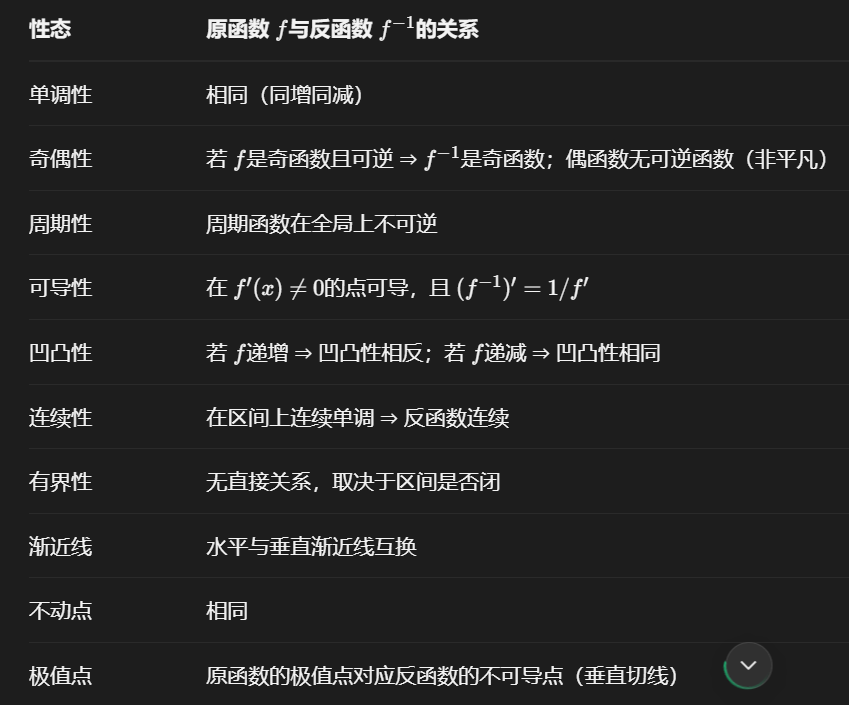 性态 原函数 f与反函数 f⁻¹的关系
单调性 相同（同增同减）
奇偶性 若 f是奇函数且可逆 ⇒ f⁻¹是奇函数；偶函数无可逆函数（非平凡）
周期性 周期函数在全局上不可逆
可导性 在 f′(x) ≠ 0的点可导，且 (f⁻¹)′ = 1/f′
凹凸性 若 f递增 ⇒ 凹凸性相反；若 f递减 ⇒ 凹凸性相同
连续性 在区间上连续单调 ⇒ 反函数连续
有界性 无直接关系，取决于区间是否闭
渐近线 水平与垂直渐近线互换
不动点 相同
极值点 原函数的极值点对应反函数的不可导点（垂直切线）